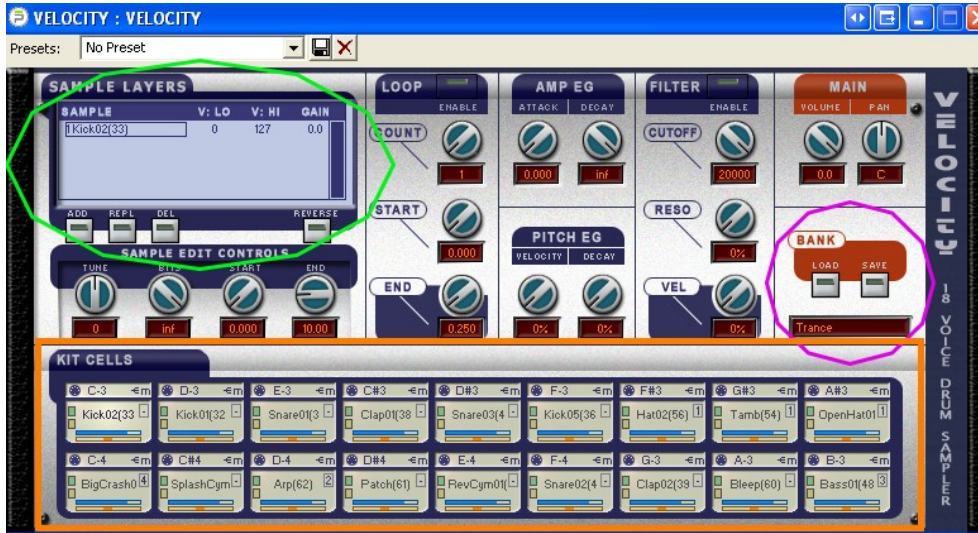 VELOCITY : VELOCITY
Presets: No Preset
SAMPLE LAYERS
SAMPLE V: LO V: HI GAIN
1 Kick02(33) 0 127 0.0
ADD REPL DEL REVERSE
SAMPLE EDIT CONTROLS
TUNE BITS START END
0 inf 0.000 10.00
LOOP
ENABLE
COUNT
1
START
0.000
END
0.250
AMP EG
ATTACK DECAY
0.000 inf
PITCH EG
VELOCITY DECAY
0% 0%
FILTER
ENABLE
CUTOFF
20000
RESO
0%
VEL
0%
MAIN
VOLUME PAN
0.0 C
BANK
LOAD SAVE
Trance
VELOCITY
18 VOICE DRUM SAMPLER
KIT CELLS
C-3 m D-3 m E-3 m C#3 m D#3 m F-3 m F#3 m G#3 m A#3 m
Kick02(33 - Kick01(32 - Snare01(3 - Clap01(38 - Snare03(4 - Kick05(36 - Hat02(56) 1 Tamb(54) 1 OpenHat01 1
C-4 m C#4 m D-4 m D#4 m E-4 m F-4 m G-3 m A-3 m B-3 m
BigCrash0 4 SplashCym - Arp(62) 2 Patch(61) - RevCym01( - Snare02(4 - Clap02(39 - Bleep(60) - Bass01(48 3